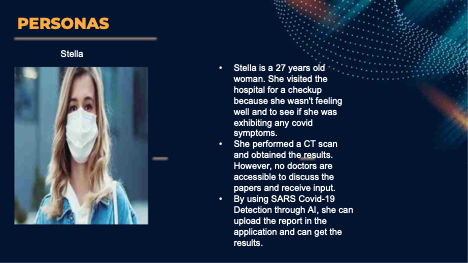 PERSONAS
Stella
• Stella is a 27 years old
woman. She visited the
hospital for a checkup
because she wasn't feeling
well and to see if she was
exhibiting any covid
symptoms.
• She performed a CT scan
and obtained the results.
However, no doctors are
accessible to discuss the
papers and receive input.
• By using SARS Covid-19
Detection through AI, she can
upload the report in the
application and can get the
results.